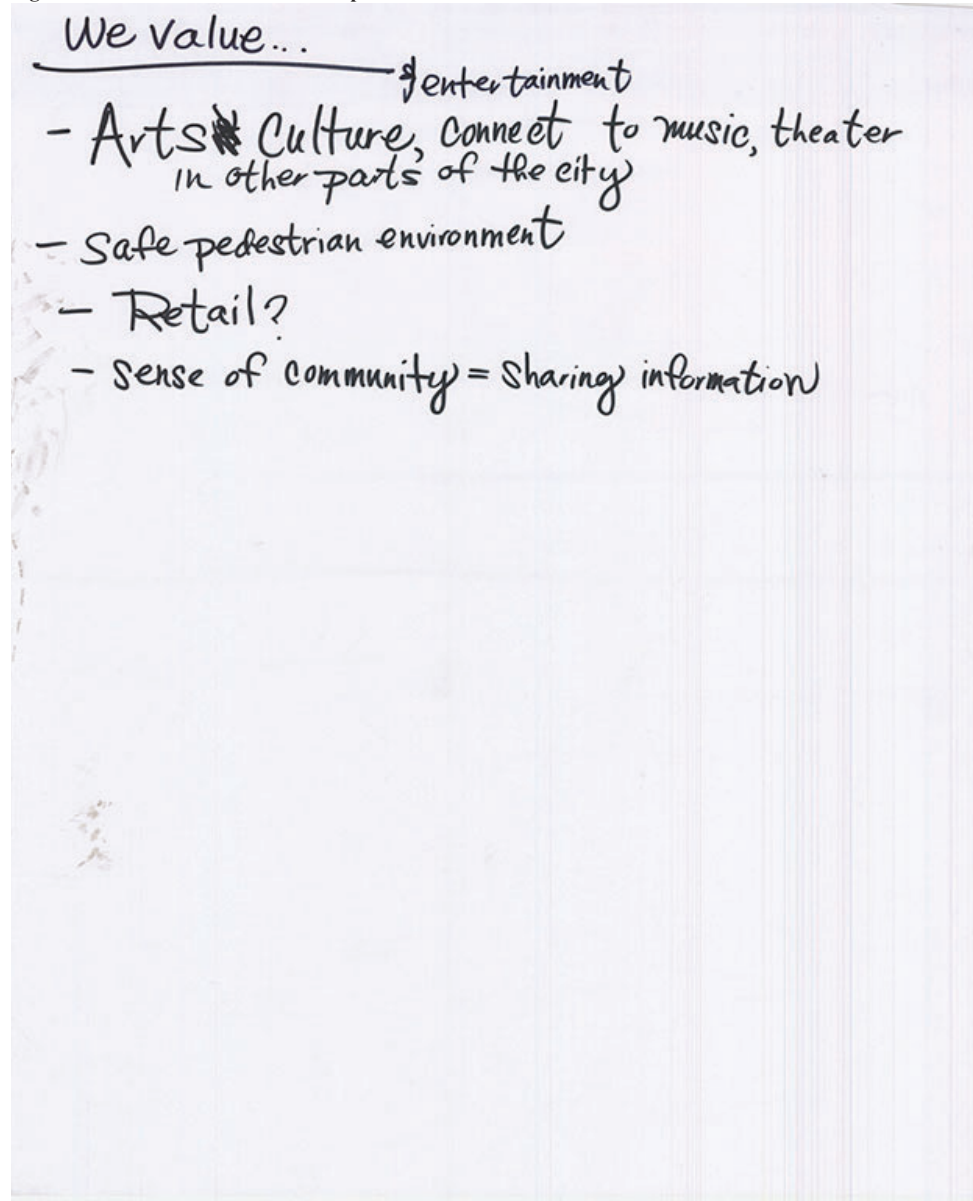 We value...
& entertainment
- Arts Culture, connect to music, theater
in other parts of the city
- Safe pedestrian environment
- Retail?
- sense of community = sharing information